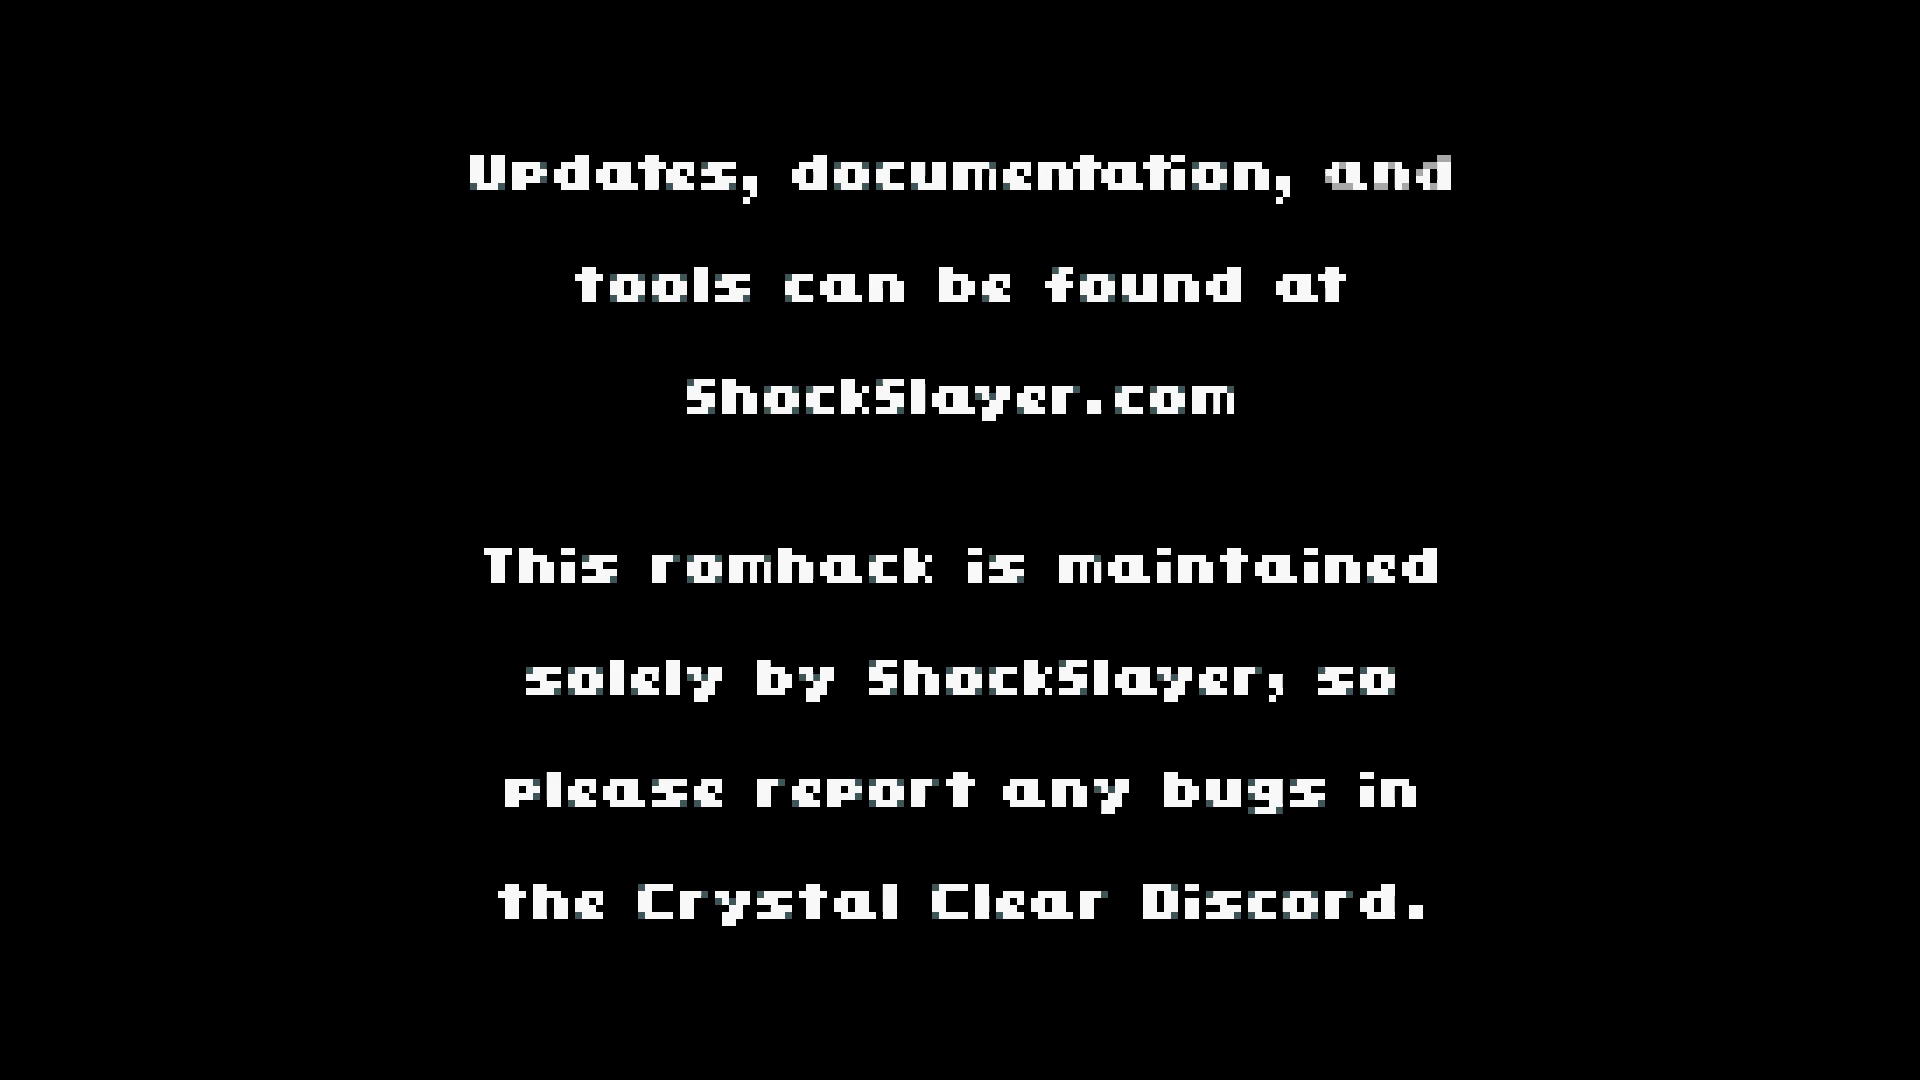 Updates, documentation, and
tools can be found at
ShockSlayer.com
This romhack is maintained
solely by ShockSlayer, so
please report any bugs in
the Crystal Clear Discord.